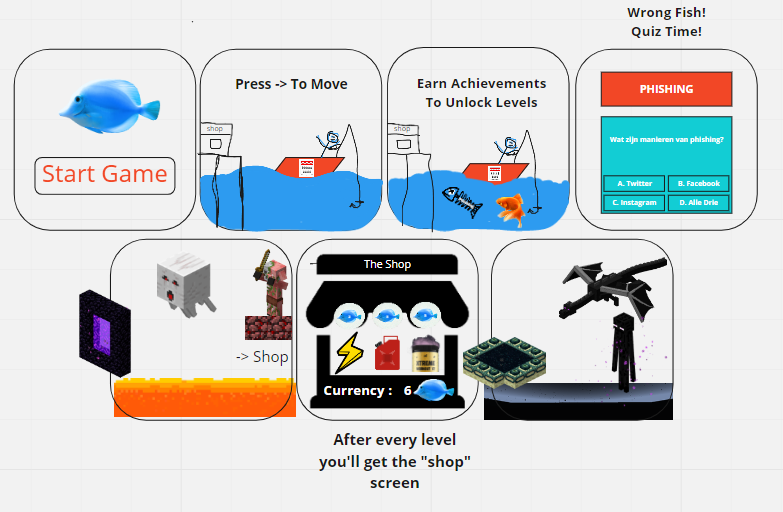 Wrong Fish!
Quiz Time!
Start Game
Press -> To Move
shop
Earn Achievements
To Unlock Levels
shop
PHISHING
Wat zijn manieren van phishing?
A. Twitter
B. Facebook
C. Instagram
D. Alle Drie
-> Shop
The Shop
XTREME
Currency : 6
After every level
you'll get the "shop"
screen